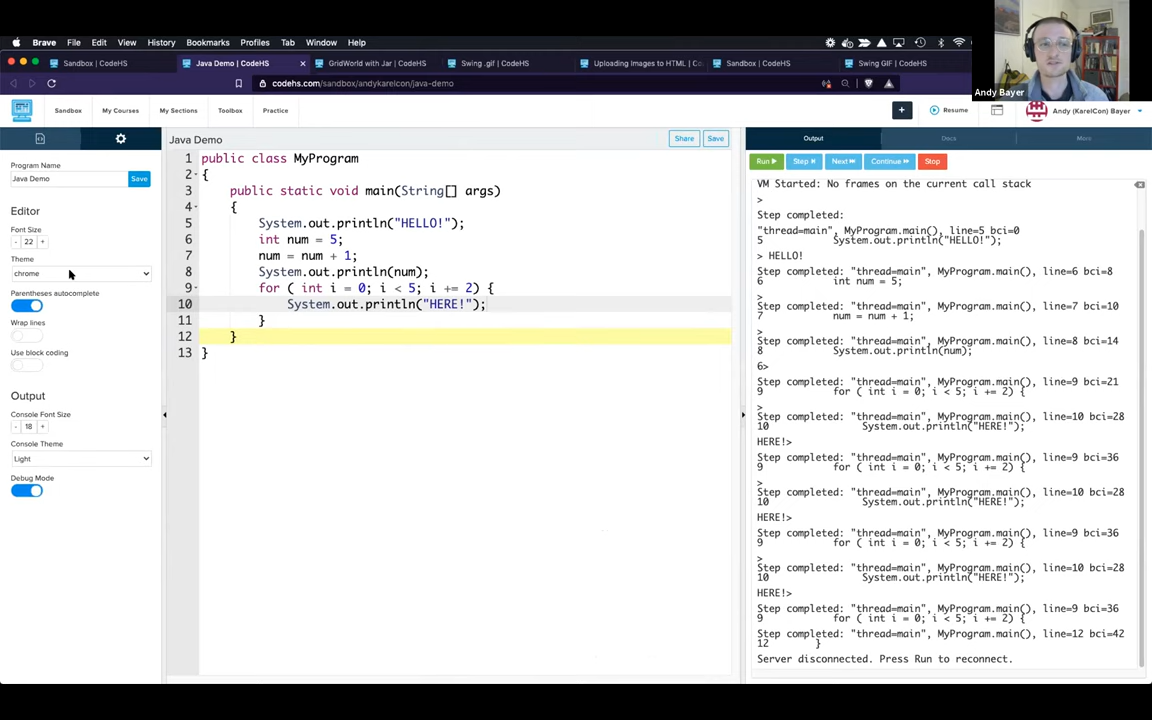 Brave File Edit View History Bookmarks Profiles Tab Window Help
Sandbox | CodeHS
Java Demo | CodeHS
GridWorld with Jar | CodeHS
Swing .gif | CodeHS
Uploading Images to HTML | Co
Sandbox | CodeHS
Swing GIF | CodeHS
Andy Bayer
codehs.com/sandbox/andykarelcon/java-demo
Sandbox My Courses My Sections Toolbox Practice
+ Resume Andy (KarelCon) Bayer
Program Name
Java Demo Save
Editor
Font Size
- 22 +
Theme
chrome
Parentheses autocomplete
Wrap lines
Use block coding
Output
Console Font Size
- 18 +
Console Theme
Light
Debug Mode
Java Demo Share Save
1 public class MyProgram
2 {
3 public static void main(String[] args)
4 {
5 System.out.println("HELLO!");
6 int num = 5;
7 num = num + 1;
8 System.out.println(num);
9 for ( int i = 0; i < 5; i += 2) {
10 System.out.println("HERE!");
11 }
12 }
13 }
Output Docs More
Run Step Next Continue Stop
VM Started: No frames on the current call stack
>
Step completed:
"thread=main", MyProgram.main(), line=5 bci=0
5 System.out.println("HELLO!");
> HELLO!
Step completed: "thread=main", MyProgram.main(), line=6 bci=8
6 int num = 5;
>
Step completed: "thread=main", MyProgram.main(), line=7 bci=10
7 num = num + 1;
>
Step completed: "thread=main", MyProgram.main(), line=8 bci=14
8 System.out.println(num);
6>
Step completed: "thread=main", MyProgram.main(), line=9 bci=21
9 for ( int i = 0; i < 5; i += 2) {
>
Step completed: "thread=main", MyProgram.main(), line=10 bci=28
10 System.out.println("HERE!");
HERE!>
Step completed: "thread=main", MyProgram.main(), line=9 bci=36
9 for ( int i = 0; i < 5; i += 2) {
>
Step completed: "thread=main", MyProgram.main(), line=10 bci=28
10 System.out.println("HERE!");
HERE!>
Step completed: "thread=main", MyProgram.main(), line=9 bci=36
9 for ( int i = 0; i < 5; i += 2) {
>
Step completed: "thread=main", MyProgram.main(), line=10 bci=28
10 System.out.println("HERE!");
HERE!>
Step completed: "thread=main", MyProgram.main(), line=9 bci=36
9 for ( int i = 0; i < 5; i += 2) {
Step completed: "thread=main", MyProgram.main(), line=12 bci=42
12 }
Server disconnected. Press Run to reconnect.